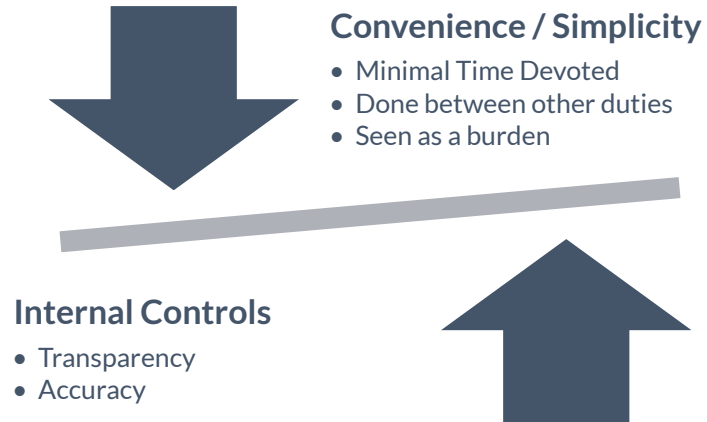 Convenience / Simplicity
• Minimal Time Devoted
• Done between other duties
• Seen as a burden
Internal Controls
• Transparency
• Accuracy